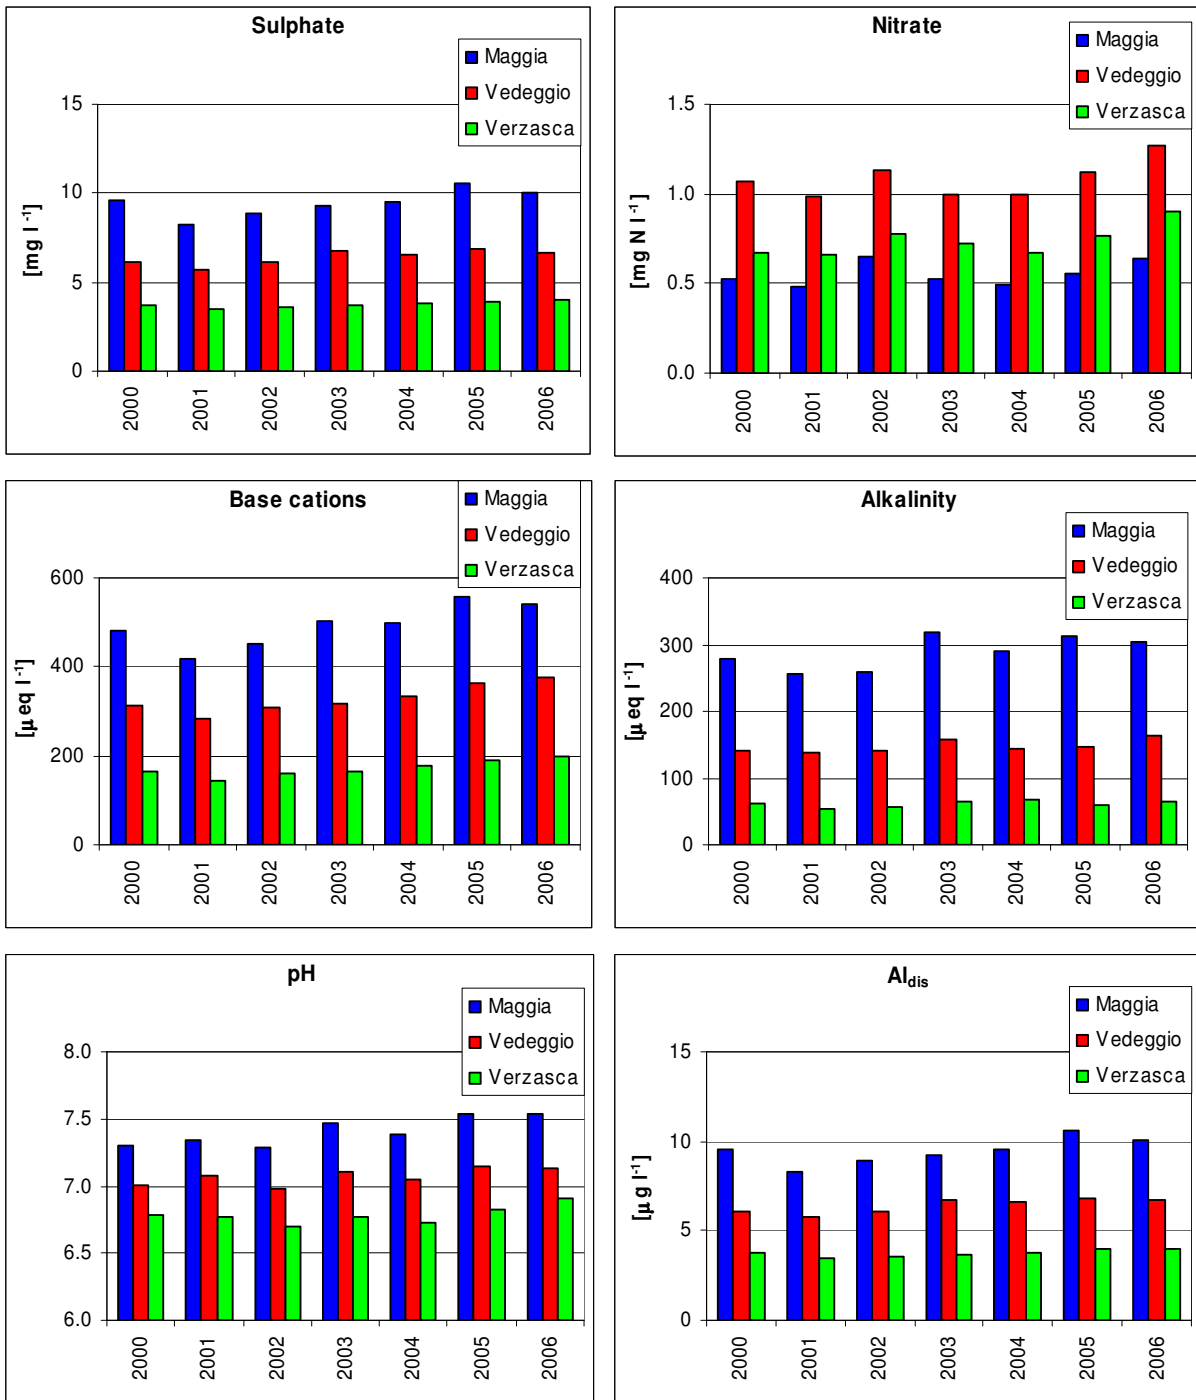 Sulphate
Maggia
Vedeggio
Verzasca
15
10
5
0
[mg l-1]
2000
2001
2002
2003
2004
2005
2006
Nitrate
Maggia
Vedeggio
Verzasca
1.5
1.0
0.5
0.0
[mg N l-1]
2000
2001
2002
2003
2004
2005
2006
Base cations
Maggia
Vedeggio
Verzasca
600
400
200
0
[μeq l-1]
2000
2001
2002
2003
2004
2005
2006
Alkalinity
Maggia
Vedeggio
Verzasca
400
300
200
100
0
[μeq l-1]
2000
2001
2002
2003
2004
2005
2006
pH
Maggia
Vedeggio
Verzasca
8.0
7.5
7.0
6.5
6.0
2000
2001
2002
2003
2004
2005
2006
Aldis
Maggia
Vedeggio
Verzasca
15
10
5
0
[μg l-1]
2000
2001
2002
2003
2004
2005
2006